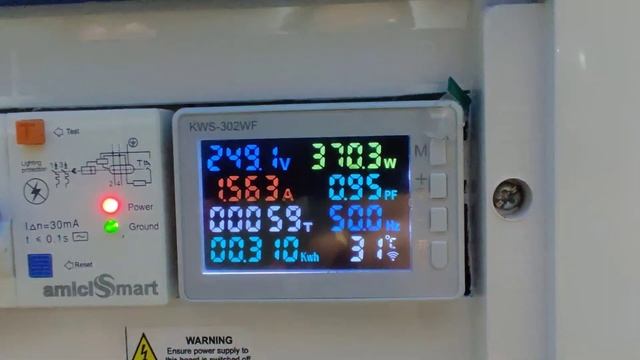 KWS-302WF
249.1V 370.3W
1.563A 0.95PF
000059T 50.0Hz
00.310Kwh 31℃
M
+
-
T
Test
Lighting
protection
Power
Ground
IΔn=30mA
t ≤ 0.1s
Reset
amiciSmart
WARNING
Ensure power supply to
this board is switched off